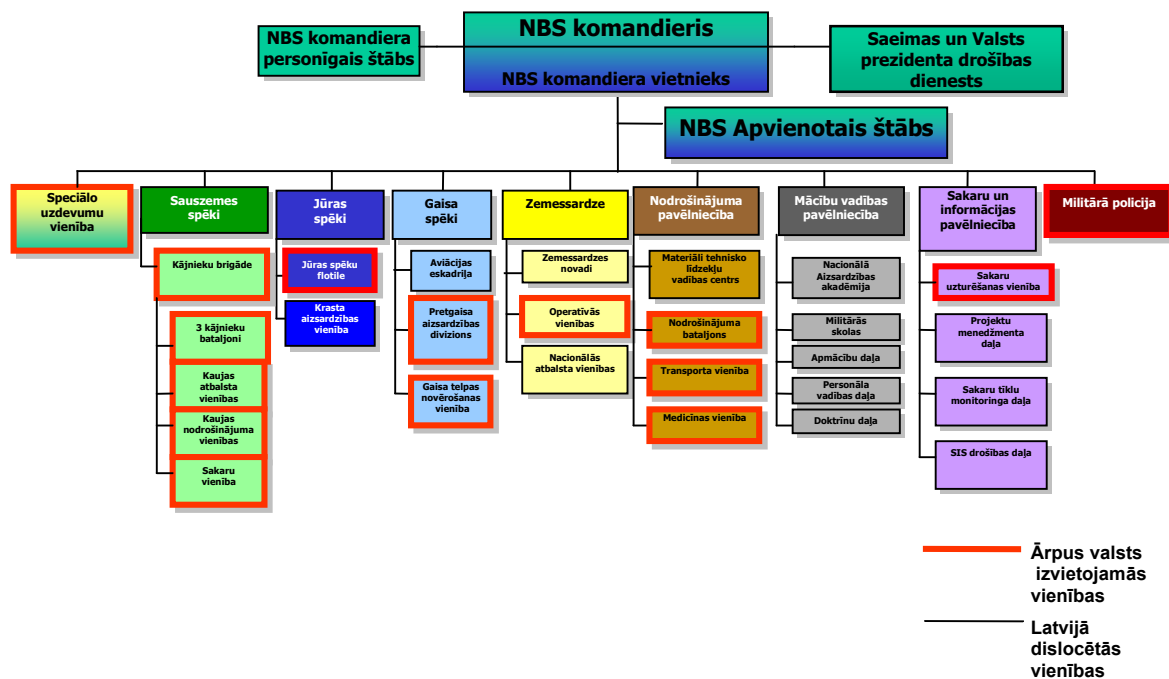 NBS komandieris
NBS komandiera vietnieks
NBS komandiera
personīgais štābs
Saeimas un Valsts
prezidenta drošības
dienests
NBS Apvienotais štābs
Speciālo
uzdevumu
vienība
Sauszemes
spēki
Jūras
spēki
Gaisa
spēki
Zemessardze
Nodrošinājuma
pavēlniecība
Mācību vadības
pavēlniecība
Sakaru un
informācijas
pavēlniecība
Militārā policija
Kājnieku brigāde
3 kājnieku
bataljoni
Kaujas
atbalsta
vienības
Kaujas
nodrošinājuma
vienības
Sakaru
vienība
Jūras spēku
flotile
Krasta
aizsardzības
vienība
Aviācijas
eskadriļa
Pretgaisa
aizsardzības
divizions
Gaisa telpas
novērošanas
vienība
Zemessardzes
novadi
Operatīvās
vienības
Nacionālās
atbalsta vienības
Materiāli tehnisko
līdzekļu
vadības centrs
Nodrošinājuma
bataljons
Transporta vienība
Medicīnas vienība
Nacionālā
Aizsardzības
akadēmija
Militārās
skolas
Apmācību daļa
Personāla
vadības daļa
Doktrīnu daļa
Sakaru
uzturēšanas vienība
Projektu
menedžmenta
daļa
Sakaru tīklu
monitoringa daļa
SIS drošības daļa
Ārpus valsts
izvietojamās
vienības
Latvijā
dislocētās
vienības